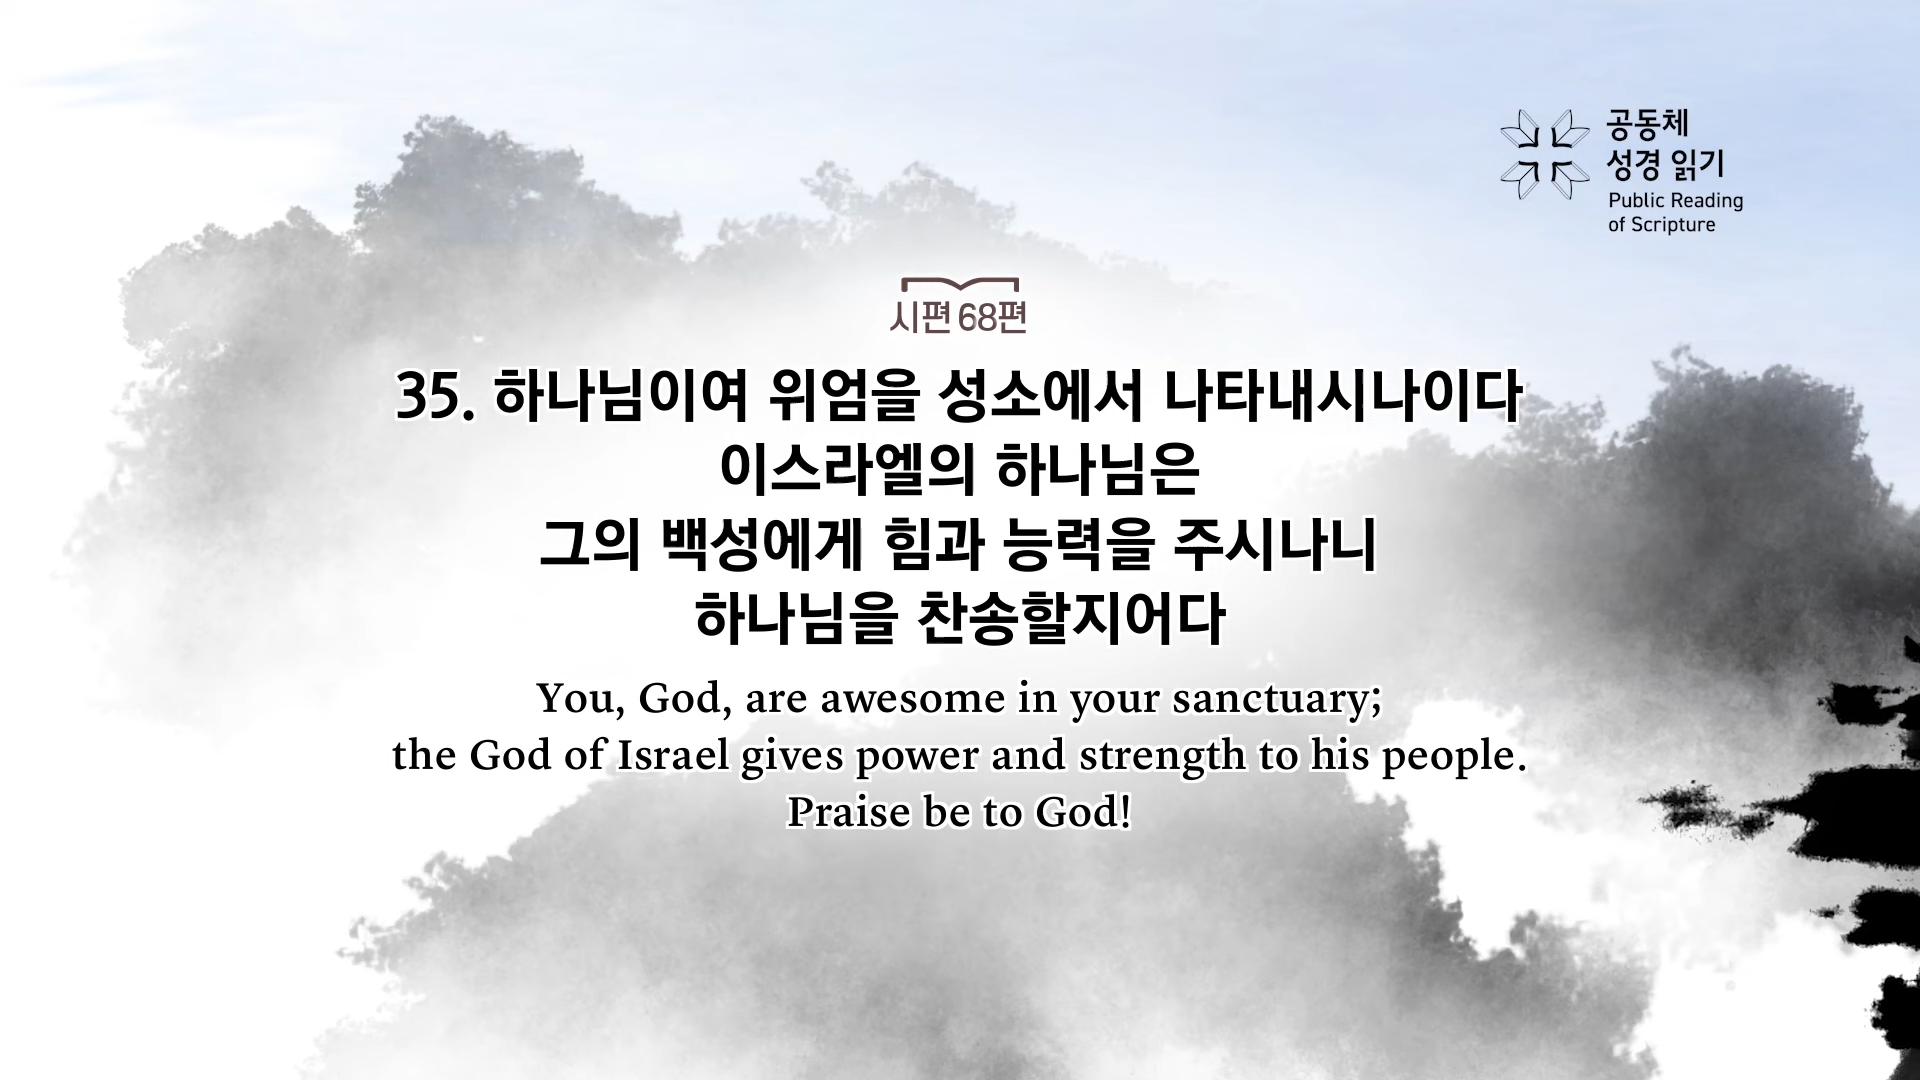 공동체
성경 읽기
Public Reading
of Scripture
시편 68편
35. 하나님이여 위엄을 성소에서 나타내시나이다
이스라엘의 하나님은
그의 백성에게 힘과 능력을 주시나니
하나님을 찬송할지어다
You, God, are awesome in your sanctuary;
the God of Israel gives power and strength to his people.
Praise be to God!